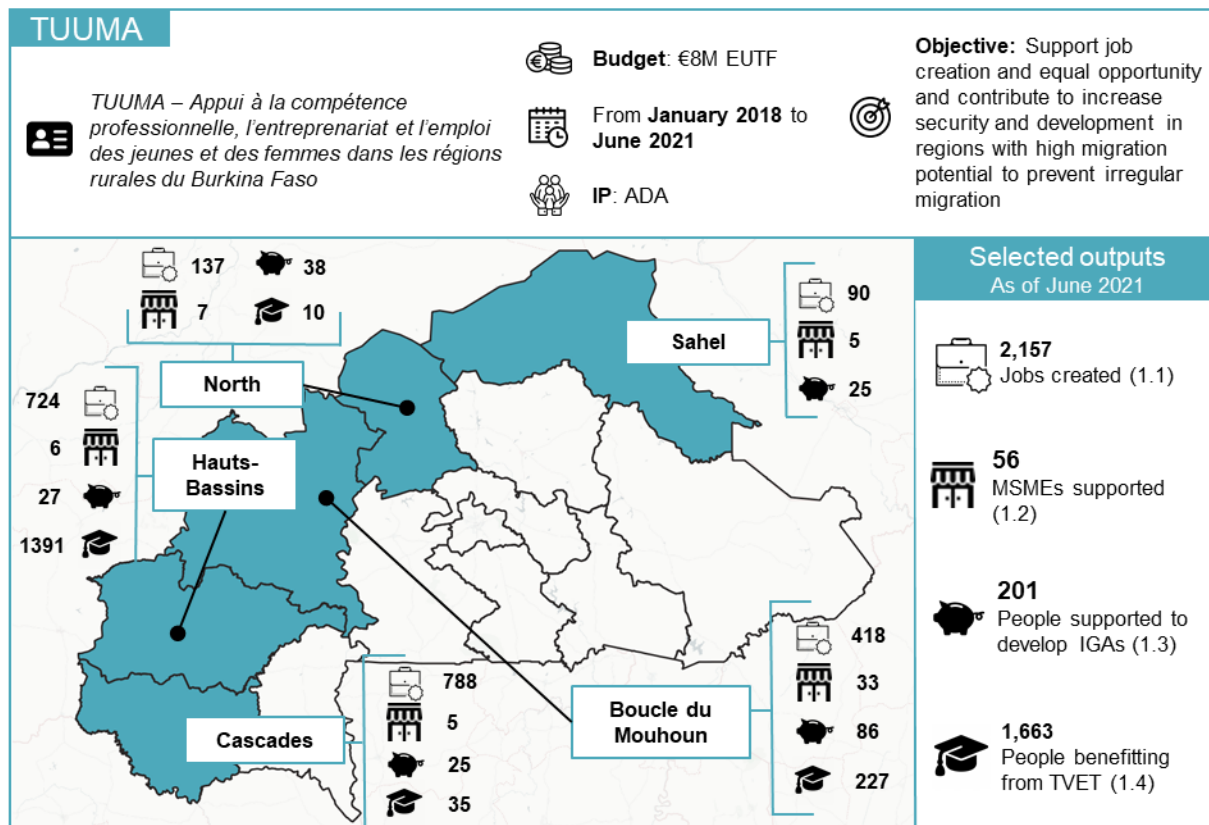 TUUMA
TUUMA – Appui à la compétence
professionnelle, l'entreprenariat et l'emploi
des jeunes et des femmes dans les régions
rurales du Burkina Faso
Budget: €8M EUTF
From January 2018 to
June 2021
IP: ADA
Objective: Support job
creation and equal opportunity
and contribute to increase
security and development in
regions with high migration
potential to prevent irregular
migration
137
38
7
10
North
724
6
27
1391
Hauts-
Bassins
Sahel
90
5
25
Cascades
788
5
25
35
Boucle du
Mouhoun
418
33
86
227
Selected outputs
As of June 2021
2,157
Jobs created (1.1)
56
MSMEs supported
(1.2)
201
People supported to
develop IGAs (1.3)
1,663
People benefitting
from TVET (1.4)